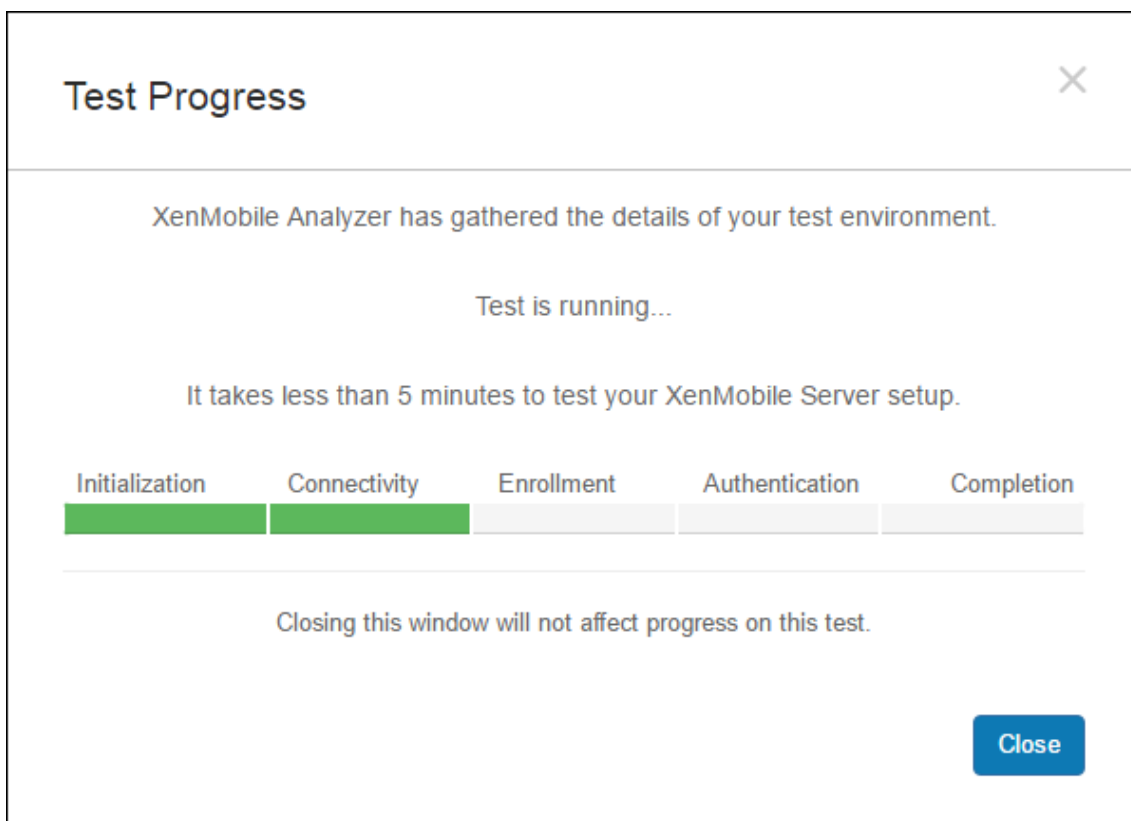 Test Progress
XenMobile Analyzer has gathered the details of your test environment.
Test is running...
It takes less than 5 minutes to test your XenMobile Server setup.
Initialization Connectivity Enrollment Authentication Completion
Closing this window will not affect progress on this test.
Close